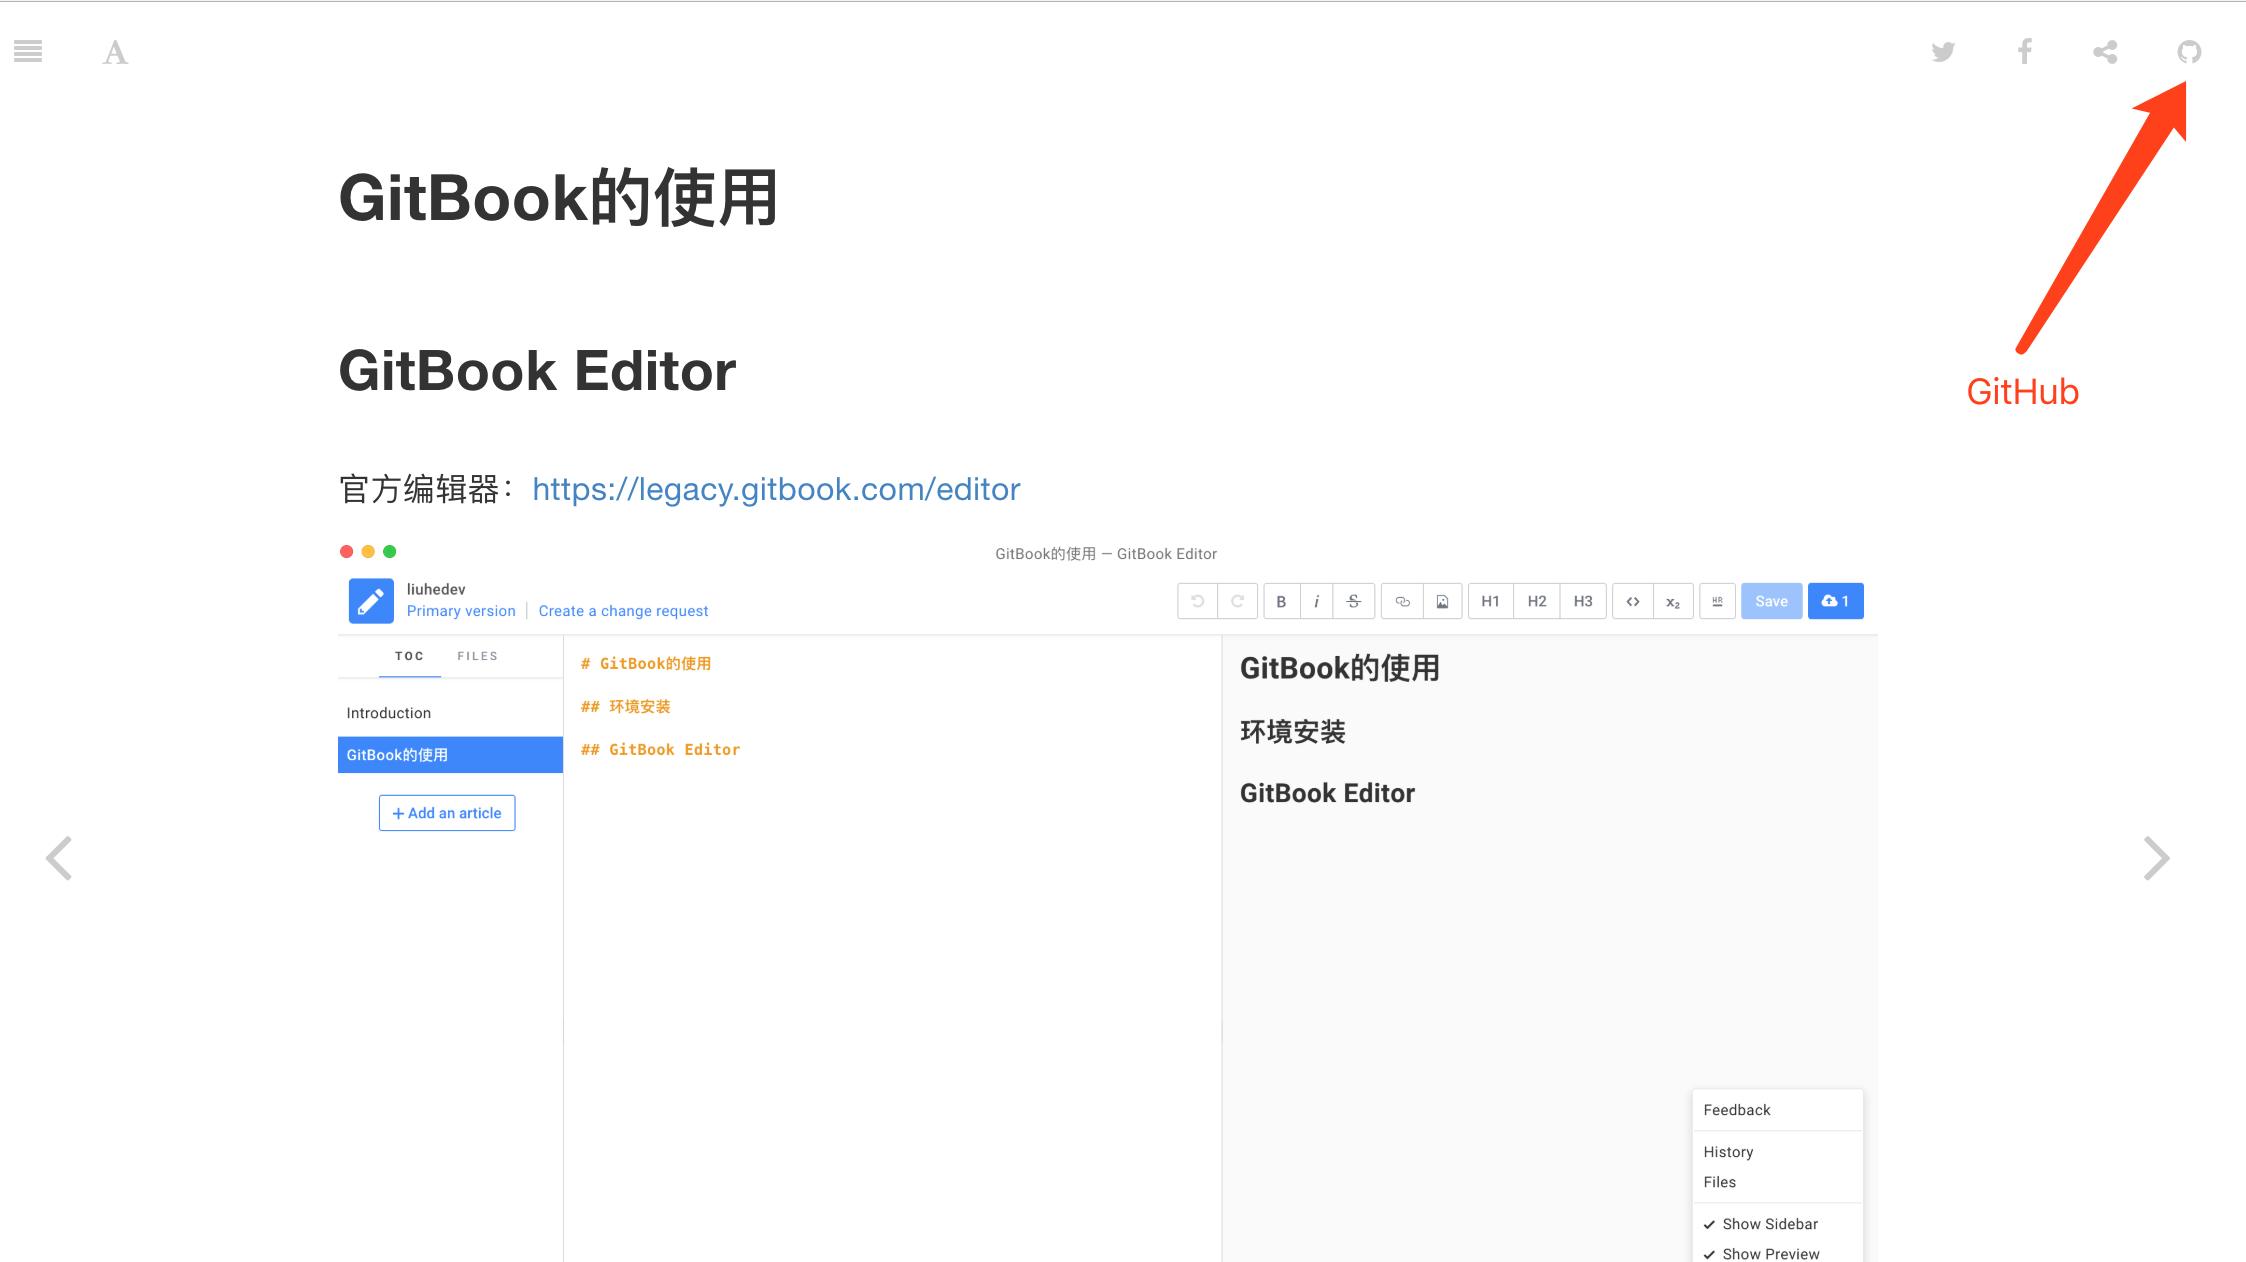 A
GitHub
GitBook的使用
GitBook Editor
官方编辑器：https://legacy.gitbook.com/editor
GitBook的使用 — GitBook Editor
liuhedev
Primary version | Create a change request
B i S H1 H2 H3 <> x₂ HR Save 1
TOC FILES
Introduction
GitBook的使用
+ Add an article
# GitBook的使用
## 环境安装
## GitBook Editor
GitBook的使用
环境安装
GitBook Editor
Feedback
History
Files
✓ Show Sidebar
✓ Show Preview